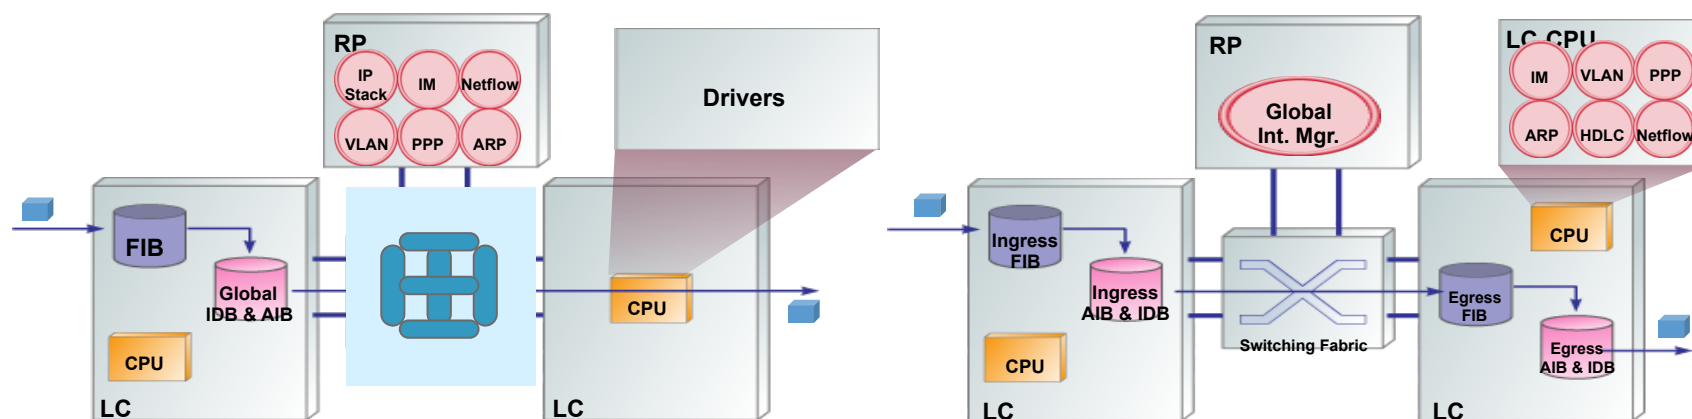 RP
IP
Stack
IM
Netflow
VLAN
PPP
ARP
Drivers
FIB
Global
IDB & AIB
CPU
LC
CPU
LC
RP
Global
Int. Mgr.
LC CPU
IM
VLAN
PPP
ARP
HDLC
Netflow
Ingress
FIB
Ingress
AIB & IDB
CPU
LC
Switching Fabric
CPU
Egress
FIB
Egress
AIB & IDB
LC